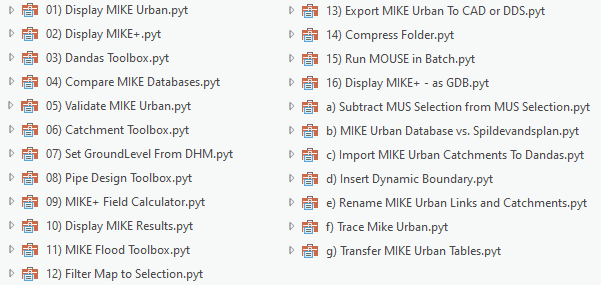 01) Display MIKE Urban.pyt
02) Display MIKE+.pyt
03) Dandas Toolbox.pyt
04) Compare MIKE Databases.pyt
05) Validate MIKE Urban.pyt
06) Catchment Toolbox.pyt
07) Set GroundLevel From DHM.pyt
08) Pipe Design Toolbox.pyt
09) MIKE+ Field Calculator.pyt
10) Display MIKE Results.pyt
11) MIKE Flood Toolbox.pyt
12) Filter Map to Selection.pyt
13) Export MIKE Urban To CAD or DDS.pyt
14) Compress Folder.pyt
15) Run MOUSE in Batch.pyt
16) Display MIKE+ - as GDB.pyt
a) Subtract MUS Selection from MUS Selection.pyt
b) MIKE Urban Database vs. Spildevandsplan.pyt
c) Import MIKE Urban Catchments To Dandas.pyt
d) Insert Dynamic Boundary.pyt
e) Rename MIKE Urban Links and Catchments.pyt
f) Trace Mike Urban.pyt
g) Transfer MIKE Urban Tables.pyt